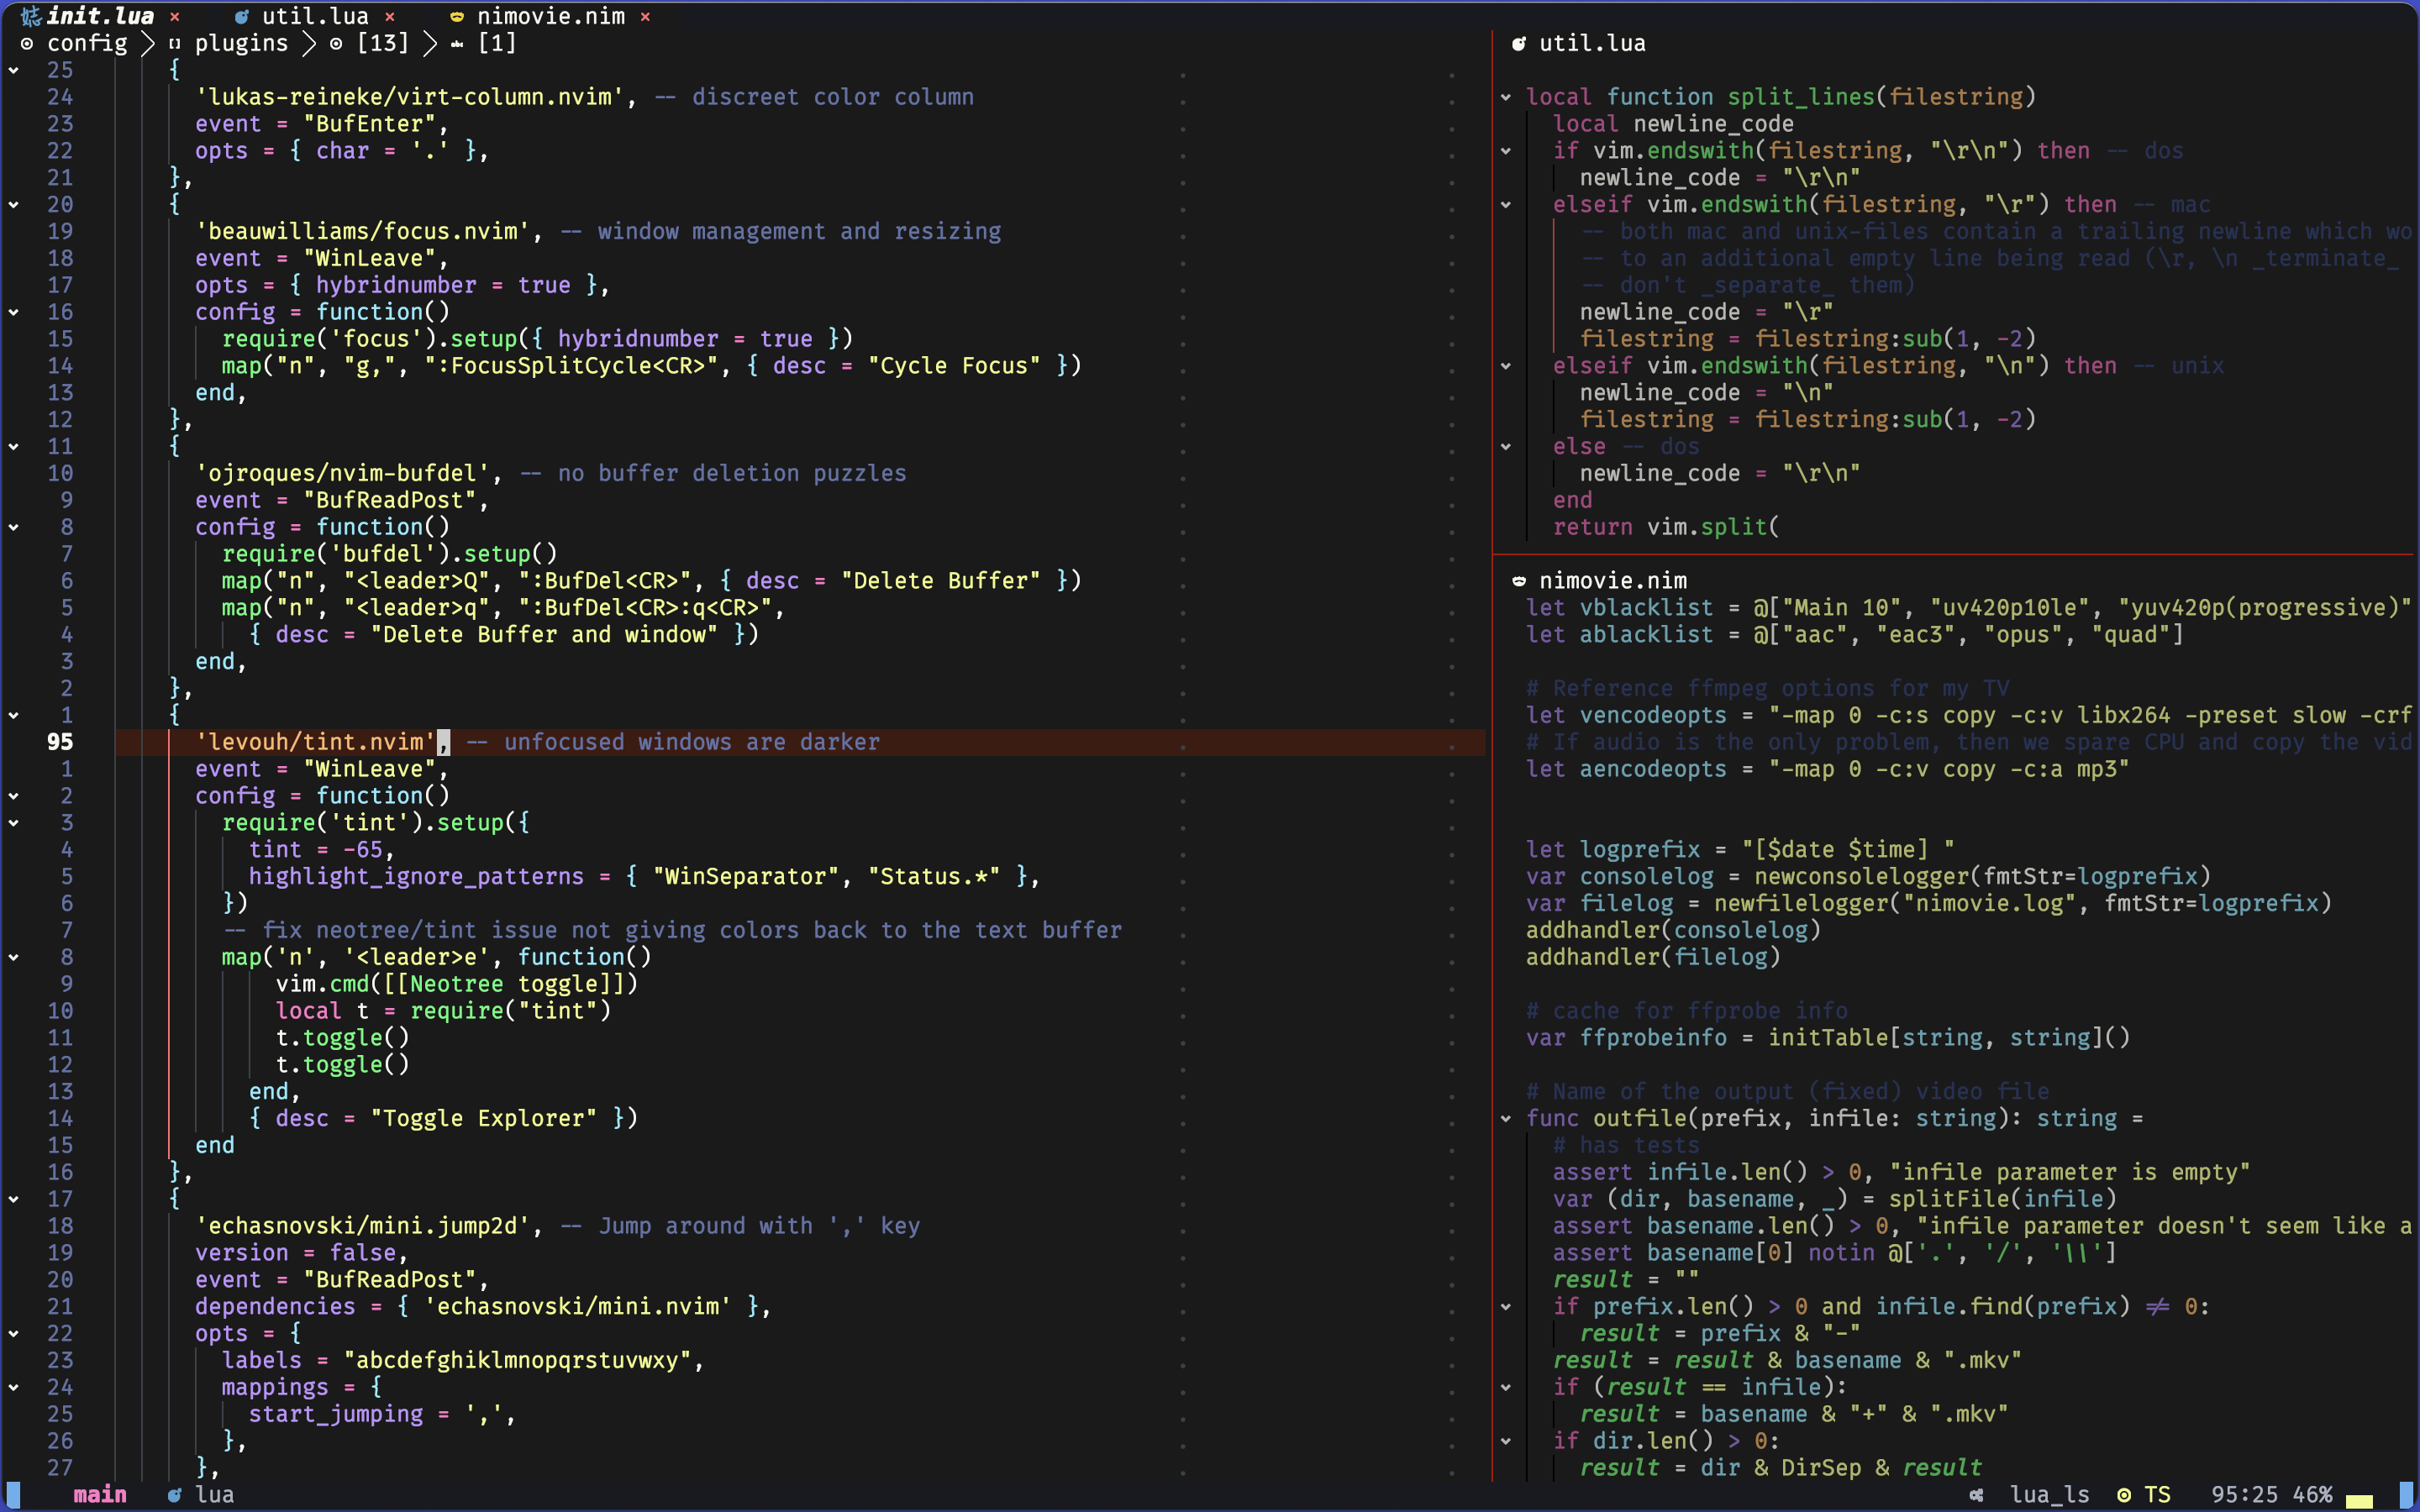 init.lua × util.lua × nimovie.nim ×
config > plugins > [13] > [1]
25 {
24 'lukas-reineke/virt-column.nvim', -- discreet color column
23 event = "BufEnter",
22 opts = { char = '.' },
21 },
20 {
19 'beauwilliams/focus.nvim', -- window management and resizing
18 event = "WinLeave",
17 opts = { hybridnumber = true },
16 config = function()
15 require('focus').setup({ hybridnumber = true })
14 map("n", "g,", ":FocusSplitCycle<CR>", { desc = "Cycle Focus" })
13 end,
12 },
11 {
10 'ojroques/nvim-bufdel', -- no buffer deletion puzzles
9 event = "BufReadPost",
8 config = function()
7 require('bufdel').setup()
6 map("n", "<leader>Q", ":BufDel<CR>", { desc = "Delete Buffer" })
5 map("n", "<leader>q", ":BufDel<CR>:q<CR>",
4 { desc = "Delete Buffer and window" })
3 end,
2 },
1 {
95 'levouh/tint.nvim', -- unfocused windows are darker
1 event = "WinLeave",
2 config = function()
3 require('tint').setup({
4 tint = -65,
5 highlight_ignore_patterns = { "WinSeparator", "Status.*" },
6 })
7 -- fix neotree/tint issue not giving colors back to the text buffer
8 map('n', '<leader>e', function()
9 vim.cmd([[Neotree toggle]])
10 local t = require("tint")
11 t.toggle()
12 t.toggle()
13 end,
14 { desc = "Toggle Explorer" })
15 end
16 },
17 {
18 'echasnovski/mini.jump2d', -- Jump around with ',' key
19 version = false,
20 event = "BufReadPost",
21 dependencies = { 'echasnovski/mini.nvim' },
22 opts = {
23 labels = "abcdefghiklmnopqrstuvwxy",
24 mappings = {
25 start_jumping = ',',
26 },
27 },
util.lua
local function split_lines(filestring)
local newline_code
if vim.endswith(filestring, "\r\n") then -- dos
newline_code = "\r\n"
elseif vim.endswith(filestring, "\r") then -- mac
-- both mac and unix-files contain a trailing newline which wo
-- to an additional empty line being read (\r, \n _terminate_
-- don't _separate_ them)
newline_code = "\r"
filestring = filestring:sub(1, -2)
elseif vim.endswith(filestring, "\n") then -- unix
newline_code = "\n"
filestring = filestring:sub(1, -2)
else -- dos
newline_code = "\r\n"
end
return vim.split(
nimovie.nim
let vblacklist = @["Main 10", "uv420p10le", "yuv420p(progressive)"
let ablacklist = @["aac", "eac3", "opus", "quad"]
# Reference ffmpeg options for my TV
let vencodeopts = "-map 0 -c:s copy -c:v libx264 -preset slow -crf
# If audio is the only problem, then we spare CPU and copy the vid
let aencodeopts = "-map 0 -c:v copy -c:a mp3"
let logprefix = "[$date $time] "
var consolelog = newconsolelogger(fmtStr=logprefix)
var filelog = newfilelogger("nimovie.log", fmtStr=logprefix)
addhandler(consolelog)
addhandler(filelog)
# cache for ffprobe info
var ffprobeinfo = initTable[string, string]()
# Name of the output (fixed) video file
func outfile(prefix, infile: string): string =
# has tests
assert infile.len() > 0, "infile parameter is empty"
var (dir, basename, _) = splitFile(infile)
assert basename.len() > 0, "infile parameter doesn't seem like a
assert basename[0] notin @['.', '/', '\\']
result = ""
if prefix.len() > 0 and infile.find(prefix) ≠ 0:
result = prefix & "-"
result = result & basename & ".mkv"
if (result == infile):
result = basename & "+" & ".mkv"
if dir.len() > 0:
result = dir & DirSep & result
main lua lua_ls TS 95:25 46%